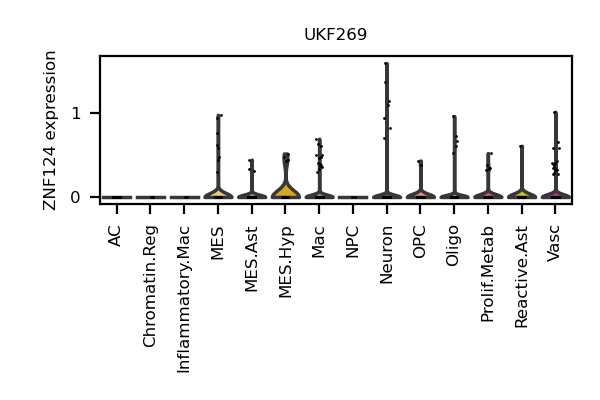 UKF269
ZNF124 expression
1
0
AC
Chromatin.Reg
Inflammatory.Mac
MES
MES.Ast
MES.Hyp
Mac
NPC
Neuron
OPC
Oligo
Prolif.Metab
Reactive.Ast
Vasc